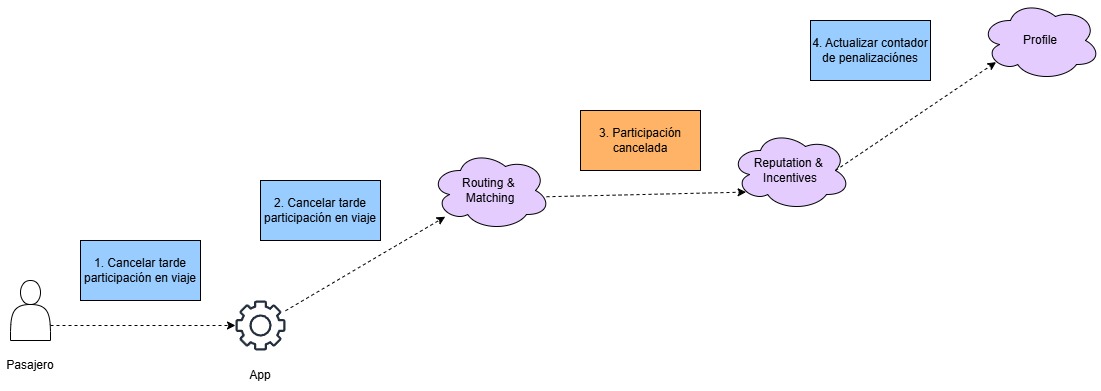 4. Actualizar contador
de penalizaciónes
Profile
3. Participación
cancelada
Reputation &
Incentives
Routing &
Matching
2. Cancelar tarde
participación en viaje
1. Cancelar tarde
participación en viaje
Pasajero
App